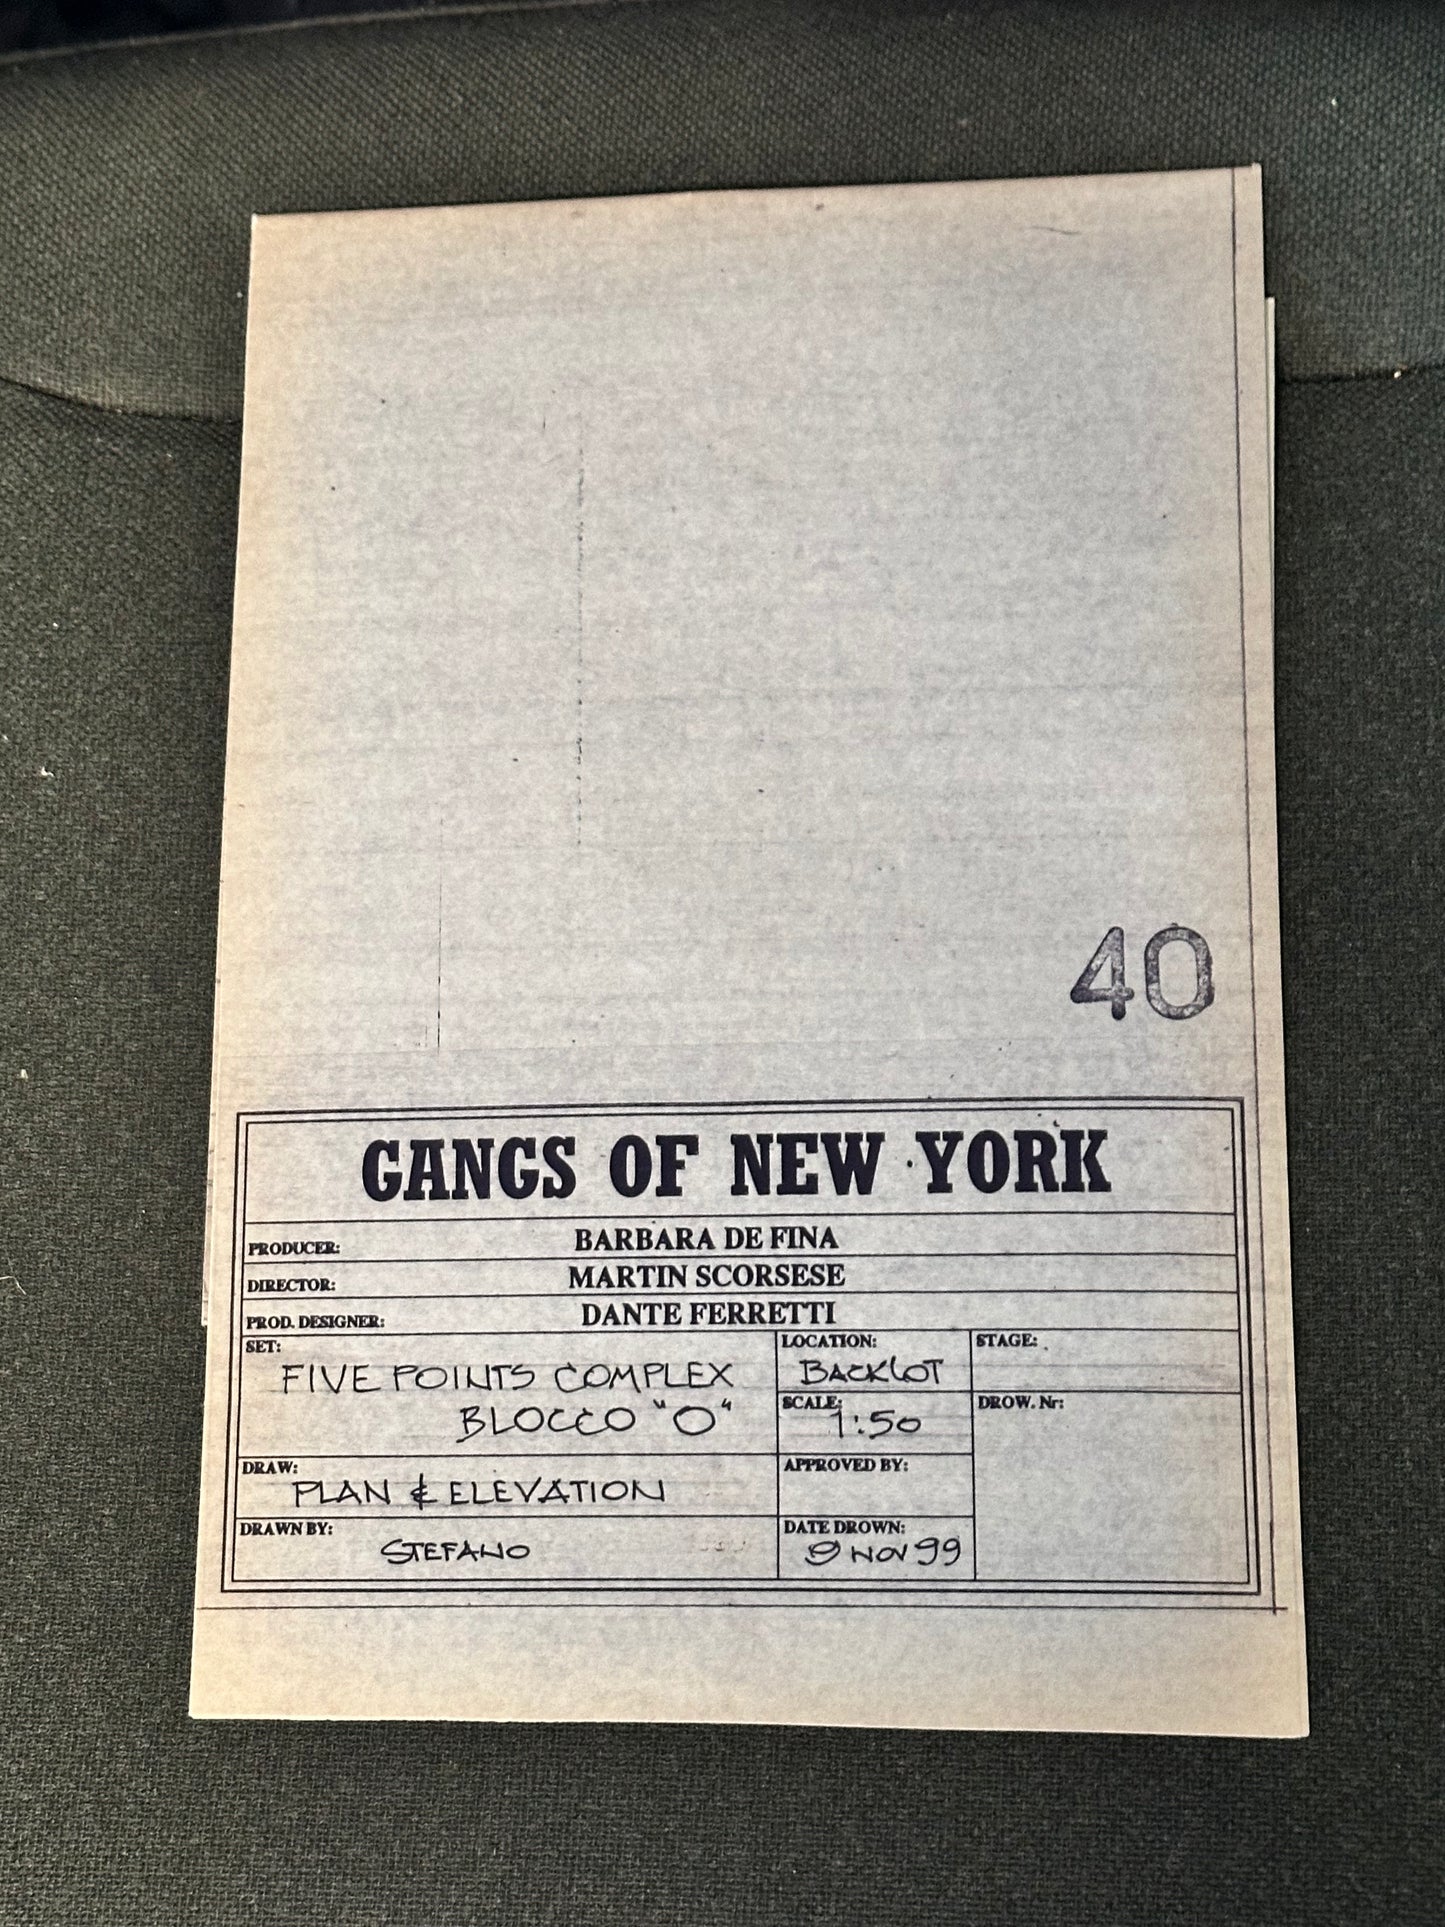 40
GANGS OF NEW YORK
PRODUCER: BARBARA DE FINA
DIRECTOR: MARTIN SCORSESE
PROD. DESIGNER: DANTE FERRETTI
SET:
FIVE POINTS COMPLEX
BLOCCO "O"
LOCATION:
BACKLOT
STAGE:
SCALE:
1:50
DROW. Nr:
DRAW:
PLAN & ELEVATION
APPROVED BY:
DRAWN BY:
STEFANO
DATE DROWN:
9 NOV 99